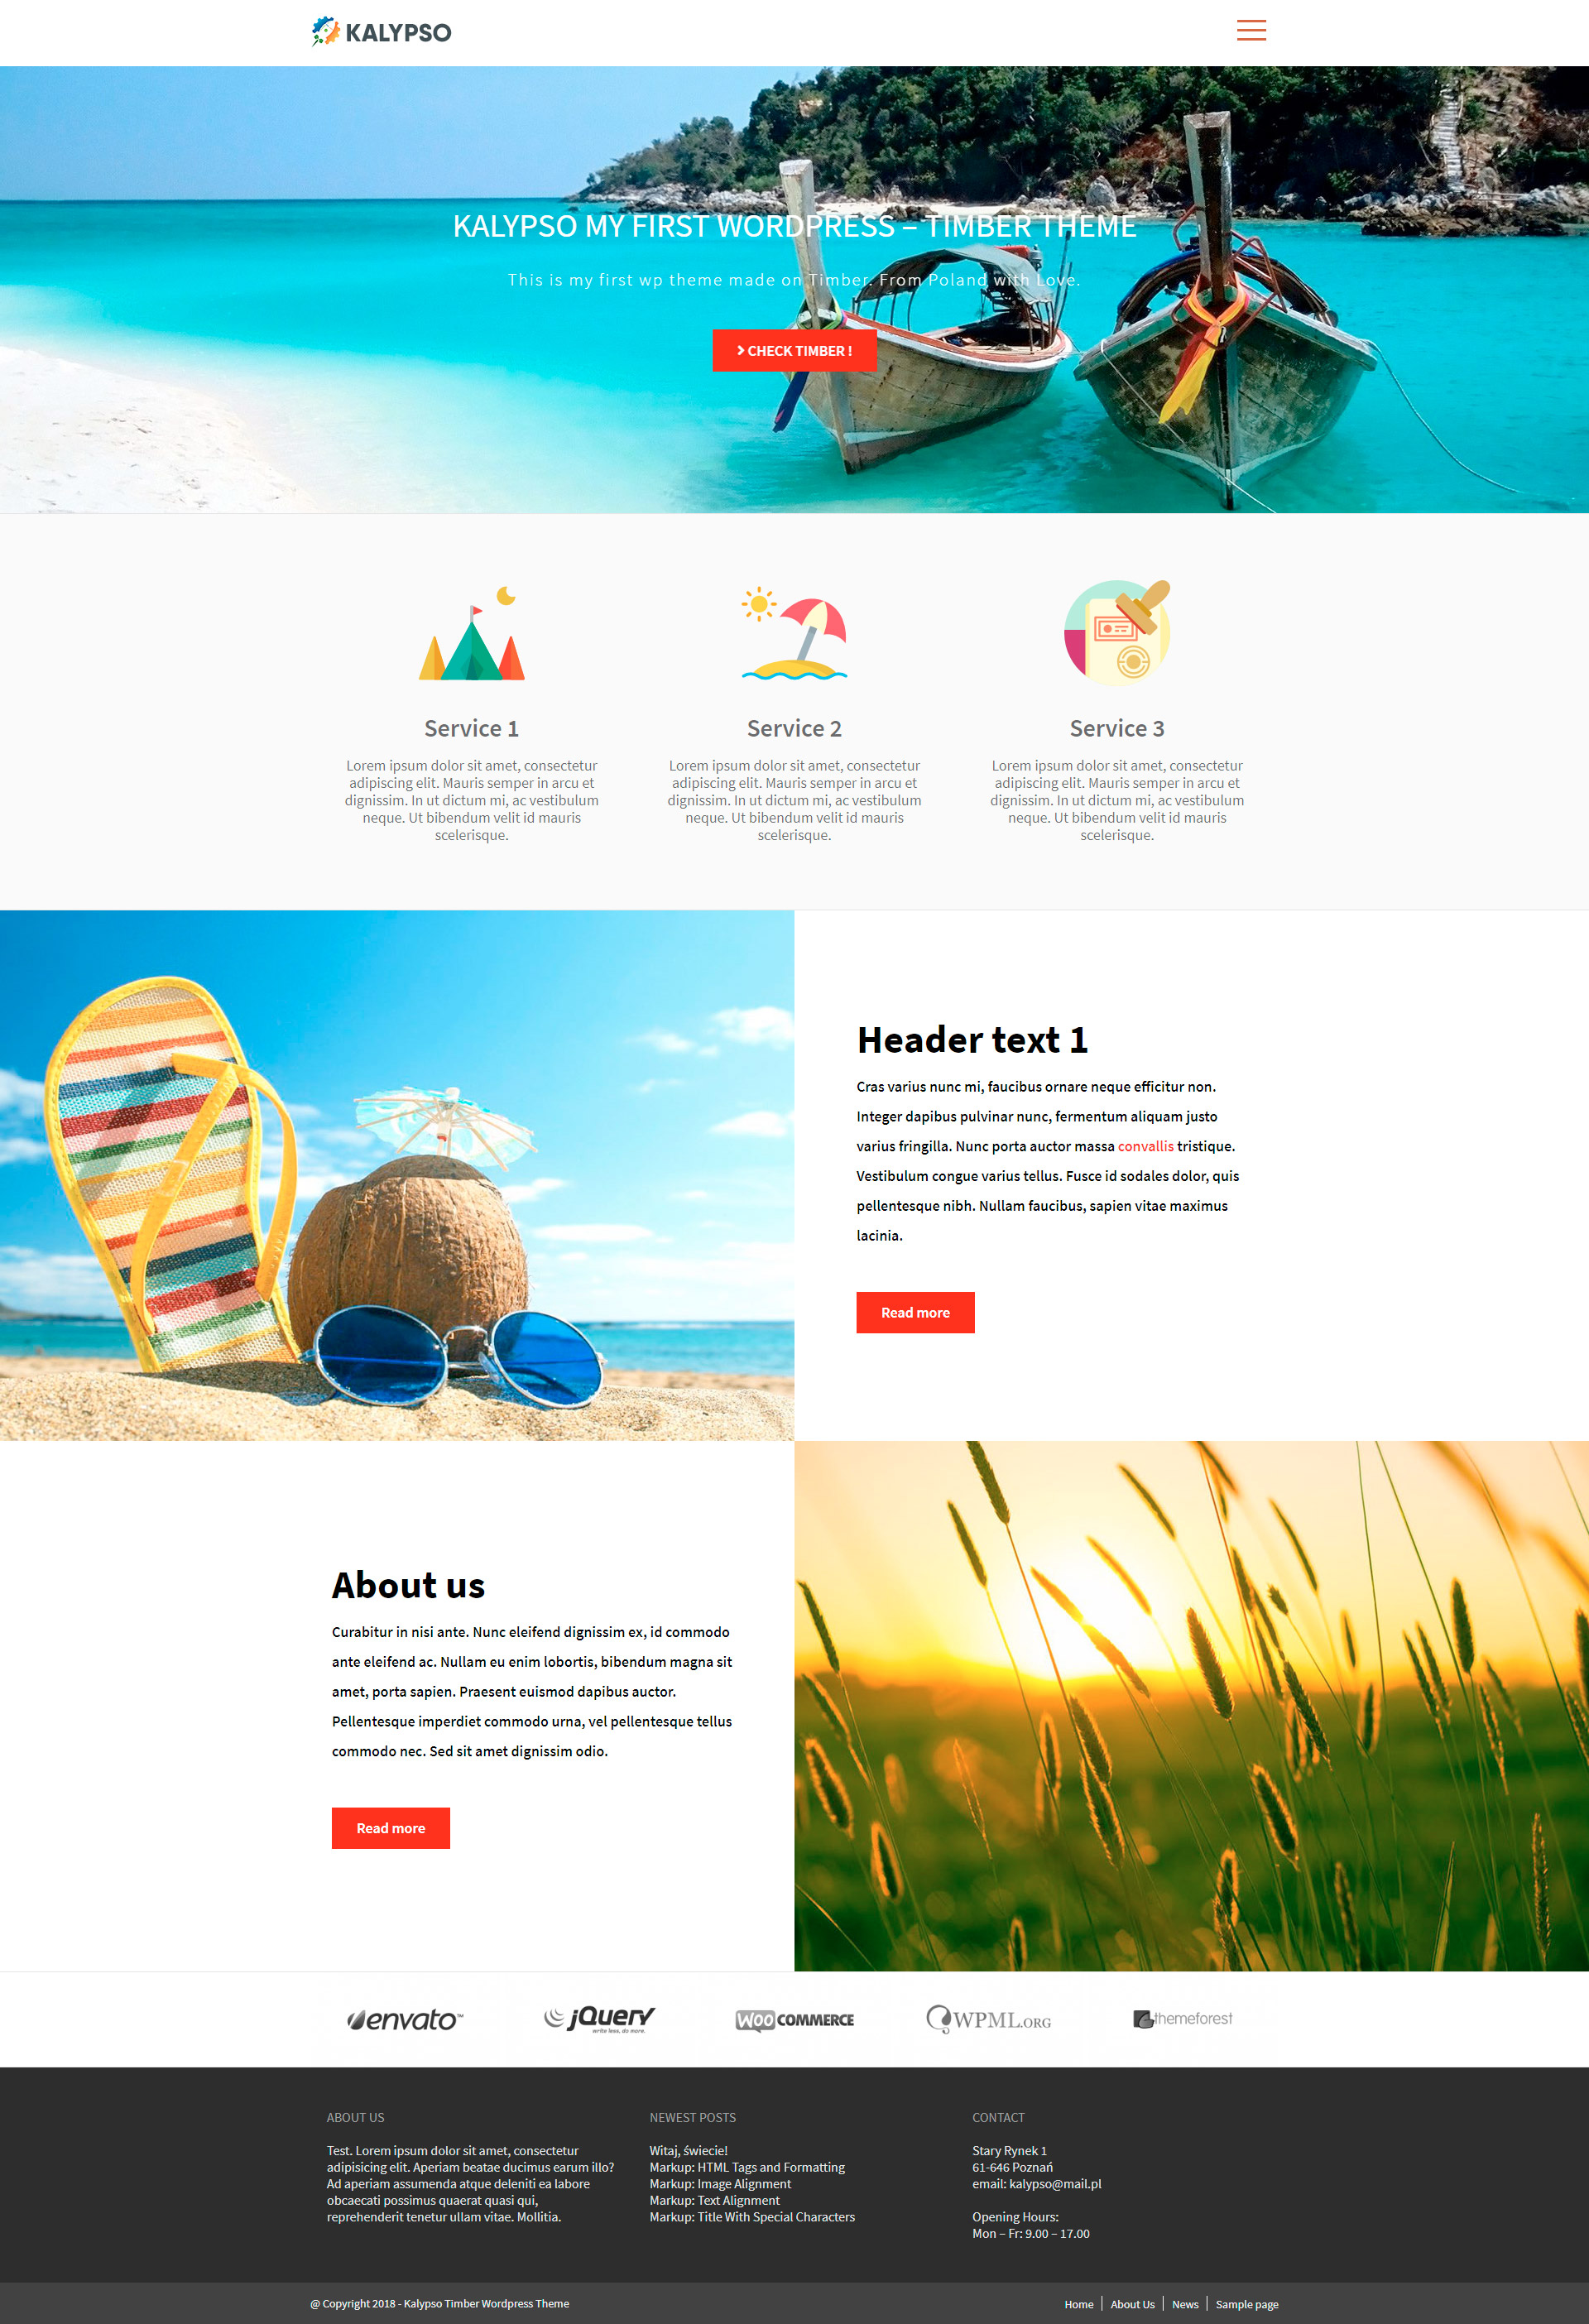 KALYPSO
KALYPSO MY FIRST WORDPRESS – TIMBER THEME
This is my first wp theme made on Timber. From Poland with Love.
CHECK TIMBER !
Service 1
Lorem ipsum dolor sit amet, consectetur
adipiscing elit. Mauris semper in arcu et
dignissim. In ut dictum mi, ac vestibulum
neque. Ut bibendum velit id mauris
scelerisque.
Service 2
Lorem ipsum dolor sit amet, consectetur
adipiscing elit. Mauris semper in arcu et
dignissim. In ut dictum mi, ac vestibulum
neque. Ut bibendum velit id mauris
scelerisque.
Service 3
Lorem ipsum dolor sit amet, consectetur
adipiscing elit. Mauris semper in arcu et
dignissim. In ut dictum mi, ac vestibulum
neque. Ut bibendum velit id mauris
scelerisque.
Header text 1
Cras varius nunc mi, faucibus ornare neque efficitur non.
Integer dapibus pulvinar nunc, fermentum aliquam justo
varius fringilla. Nunc porta auctor massa convallis tristique.
Vestibulum congue varius tellus. Fusce id sodales dolor, quis
pellentesque nibh. Nullam faucibus, sapien vitae maximus
lacinia.
Read more
About us
Curabitur in nisi ante. Nunc eleifend dignissim ex, id commodo
ante eleifend ac. Nullam eu enim lobortis, bibendum magna sit
amet, porta sapien. Praesent euismod dapibus auctor.
Pellentesque imperdiet commodo urna, vel pellentesque tellus
commodo nec. Sed sit amet dignissim odio.
Read more
envato™
jQuery
write less, do more.
WOO COMMERCE
WPML.ORG
themeforest
ABOUT US
Test. Lorem ipsum dolor sit amet, consectetur
adipisicing elit. Aperiam beatae ducimus earum illo?
Ad aperiam assumenda atque deleniti ea labore
obcaecati possimus quaerat quasi qui,
reprehenderit tenetur ullam vitae. Mollitia.
NEWEST POSTS
Witaj, świecie!
Markup: HTML Tags and Formatting
Markup: Image Alignment
Markup: Text Alignment
Markup: Title With Special Characters
CONTACT
Stary Rynek 1
61-646 Poznań
email: kalypso@mail.pl
Opening Hours:
Mon – Fr: 9.00 – 17.00
@ Copyright 2018 - Kalypso Timber Wordpress Theme
Home
About Us
News
Sample page